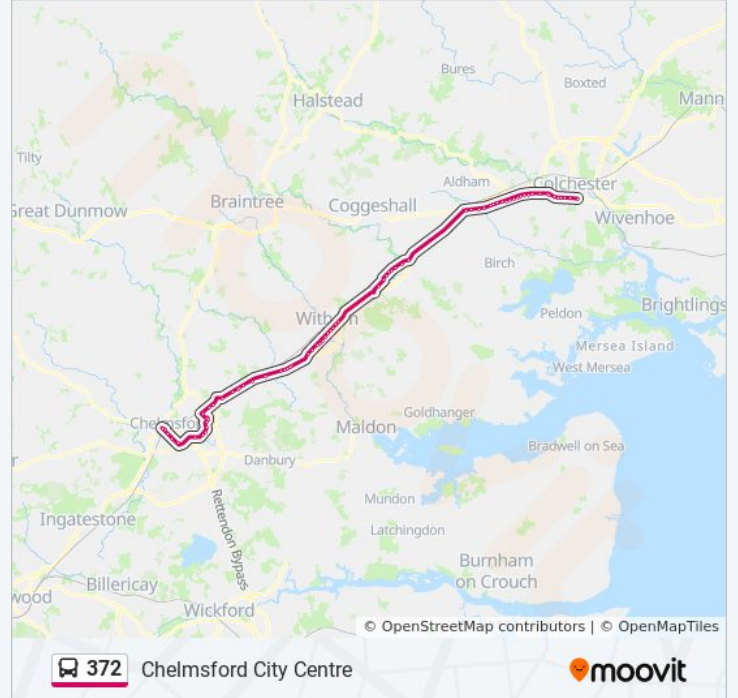 Bures
Boxted
Halstead
Mann
Tilty
Aldham
Colchester
Great Dunmow
Braintree
Coggeshall
Wivenhoe
Birch
Brightlings
Peldon
Witham
Mersea Island
West Mersea
Goldhanger
Chelmsfor
Maldon
Bradwell on Sea
r
Danbury
Mundon
Ingatestone
Rettendon Bypass
Latchingdon
Burnham
on Crouch
Billericay
wood
Wickford
© OpenStreetMap contributors | © OpenMapTiles
372 Chelmsford City Centre
moovit